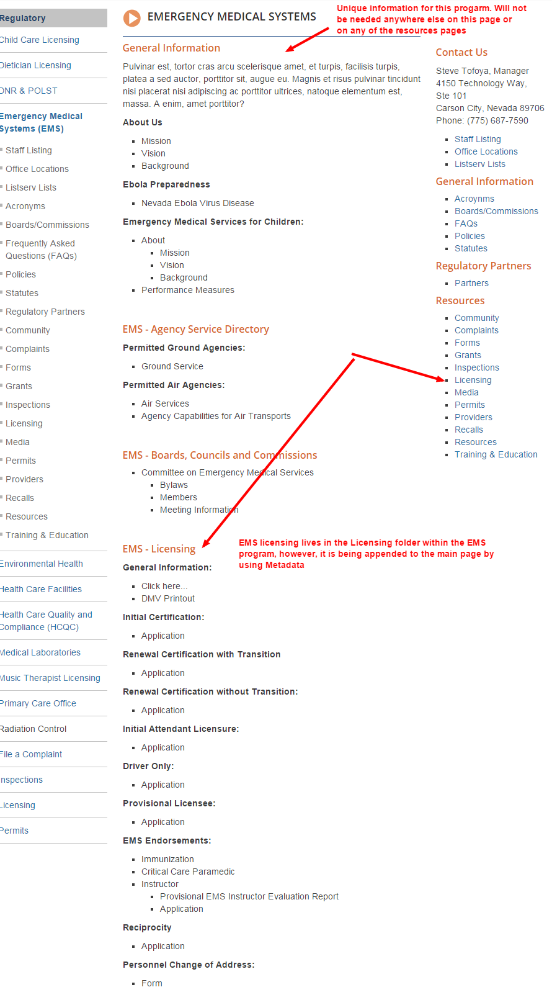 Regulatory
Child Care Licensing
Dietician Licensing
DNR & POLST
Emergency Medical
Systems (EMS)
Staff Listing
Office Locations
Listserv Lists
Acronyms
Boards/Commissions
Frequently Asked
Questions (FAQs)
Policies
Statutes
Regulatory Partners
Community
Complaints
Forms
Grants
Inspections
Licensing
Media
Permits
Providers
Recalls
Resources
Training & Education
Environmental Health
Health Care Facilities
Health Care Quality and
Compliance (HCQC)
Medical Laboratories
Music Therapist Licensing
Primary Care Office
Radiation Control
File a Complaint
Inspections
Licensing
Permits
EMERGENCY MEDICAL SYSTEMS
Unique information for this progarm. Will not
be needed anywhere else on this page or
on any of the resources pages
General Information
Pulvinar est, tortor cras arcu scelerisque amet, et turpis, facilisis turpis,
platea a sed auctor, porttitor sit, augue eu. Magnis et risus pulvinar tincidunt
nisi placerat nisi adipiscing ac porttitor ultrices, natoque elementum est,
massa. A enim, amet porttitor?
About Us
Mission
Vision
Background
Ebola Preparedness
Nevada Ebola Virus Disease
Emergency Medical Services for Children:
About
Mission
Vision
Background
Performance Measures
EMS - Agency Service Directory
Permitted Ground Agencies:
Ground Service
Permitted Air Agencies:
Air Services
Agency Capabilities for Air Transports
EMS - Boards, Councils and Commissions
Committee on Emergency Medical Services
Bylaws
Members
Meeting Information
EMS - Licensing
EMS licensing lives in the Licensing folder within the EMS
program, however, it is being appended to the main page by
using Metadata
General Information:
Click here...
DMV Printout
Initial Certification:
Application
Renewal Certification with Transition
Application
Renewal Certification without Transition:
Application
Initial Attendant Licensure:
Application
Driver Only:
Application
Provisional Licensee:
Application
EMS Endorsements:
Immunization
Critical Care Paramedic
Instructor
Provisional EMS Instructor Evaluation Report
Application
Reciprocity
Application
Personnel Change of Address:
Form
Contact Us
Steve Tofoya, Manager
4150 Technology Way,
Ste 101
Carson City, Nevada 89706
Phone: (775) 687-7590
Staff Listing
Office Locations
Listserv Lists
General Information
Acroynms
Boards/Commissions
FAQs
Policies
Statutes
Regulatory Partners
Partners
Resources
Community
Complaints
Forms
Grants
Inspections
Licensing
Media
Permits
Providers
Recalls
Resources
Training & Education